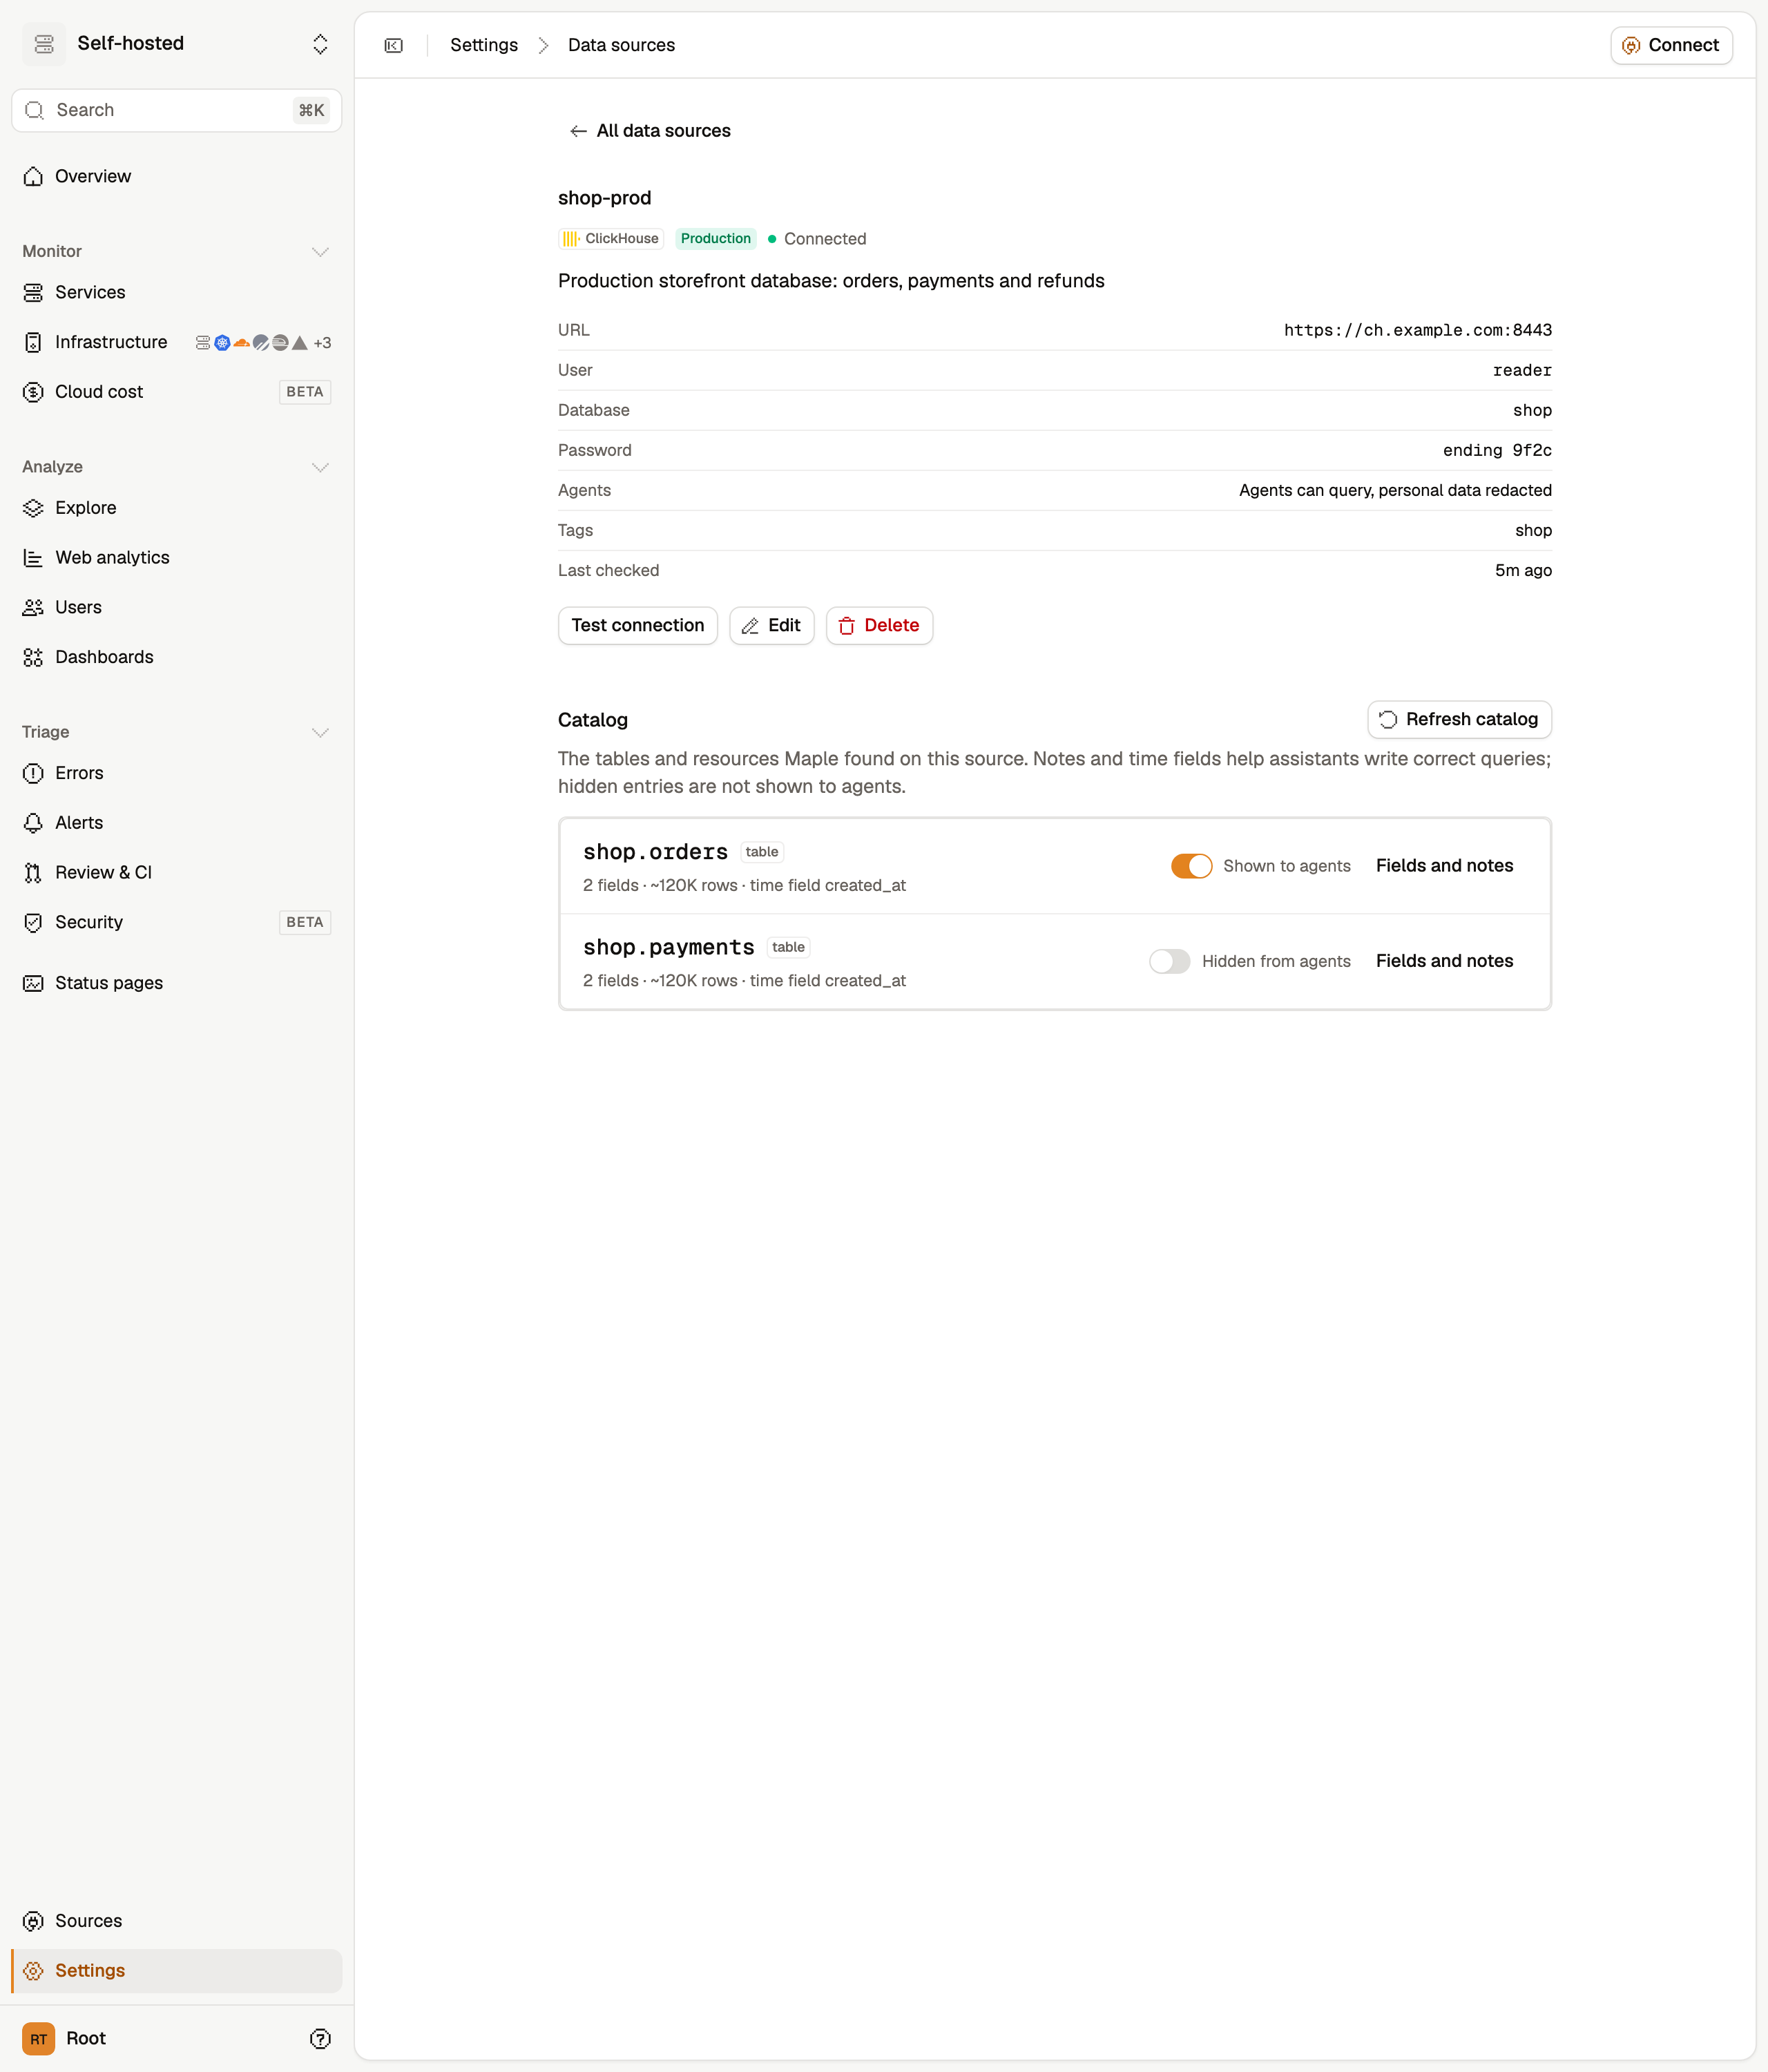 Self-hosted
Search ⌘K
Overview
Monitor
Services
Infrastructure +3
Cloud cost BETA
Analyze
Explore
Web analytics
Users
Dashboards
Triage
Errors
Alerts
Review & CI
Security BETA
Status pages
Sources
Settings
RT Root
Settings Data sources Connect
All data sources
shop-prod
ClickHouse Production Connected
Production storefront database: orders, payments and refunds
URL https://ch.example.com:8443
User reader
Database shop
Password ending 9f2c
Agents Agents can query, personal data redacted
Tags shop
Last checked 5m ago
Test connection Edit Delete
Catalog Refresh catalog
The tables and resources Maple found on this source. Notes and time fields help assistants write correct queries;
hidden entries are not shown to agents.
shop.orders table Shown to agents Fields and notes
2 fields · ~120K rows · time field created_at
shop.payments table Hidden from agents Fields and notes
2 fields · ~120K rows · time field created_at